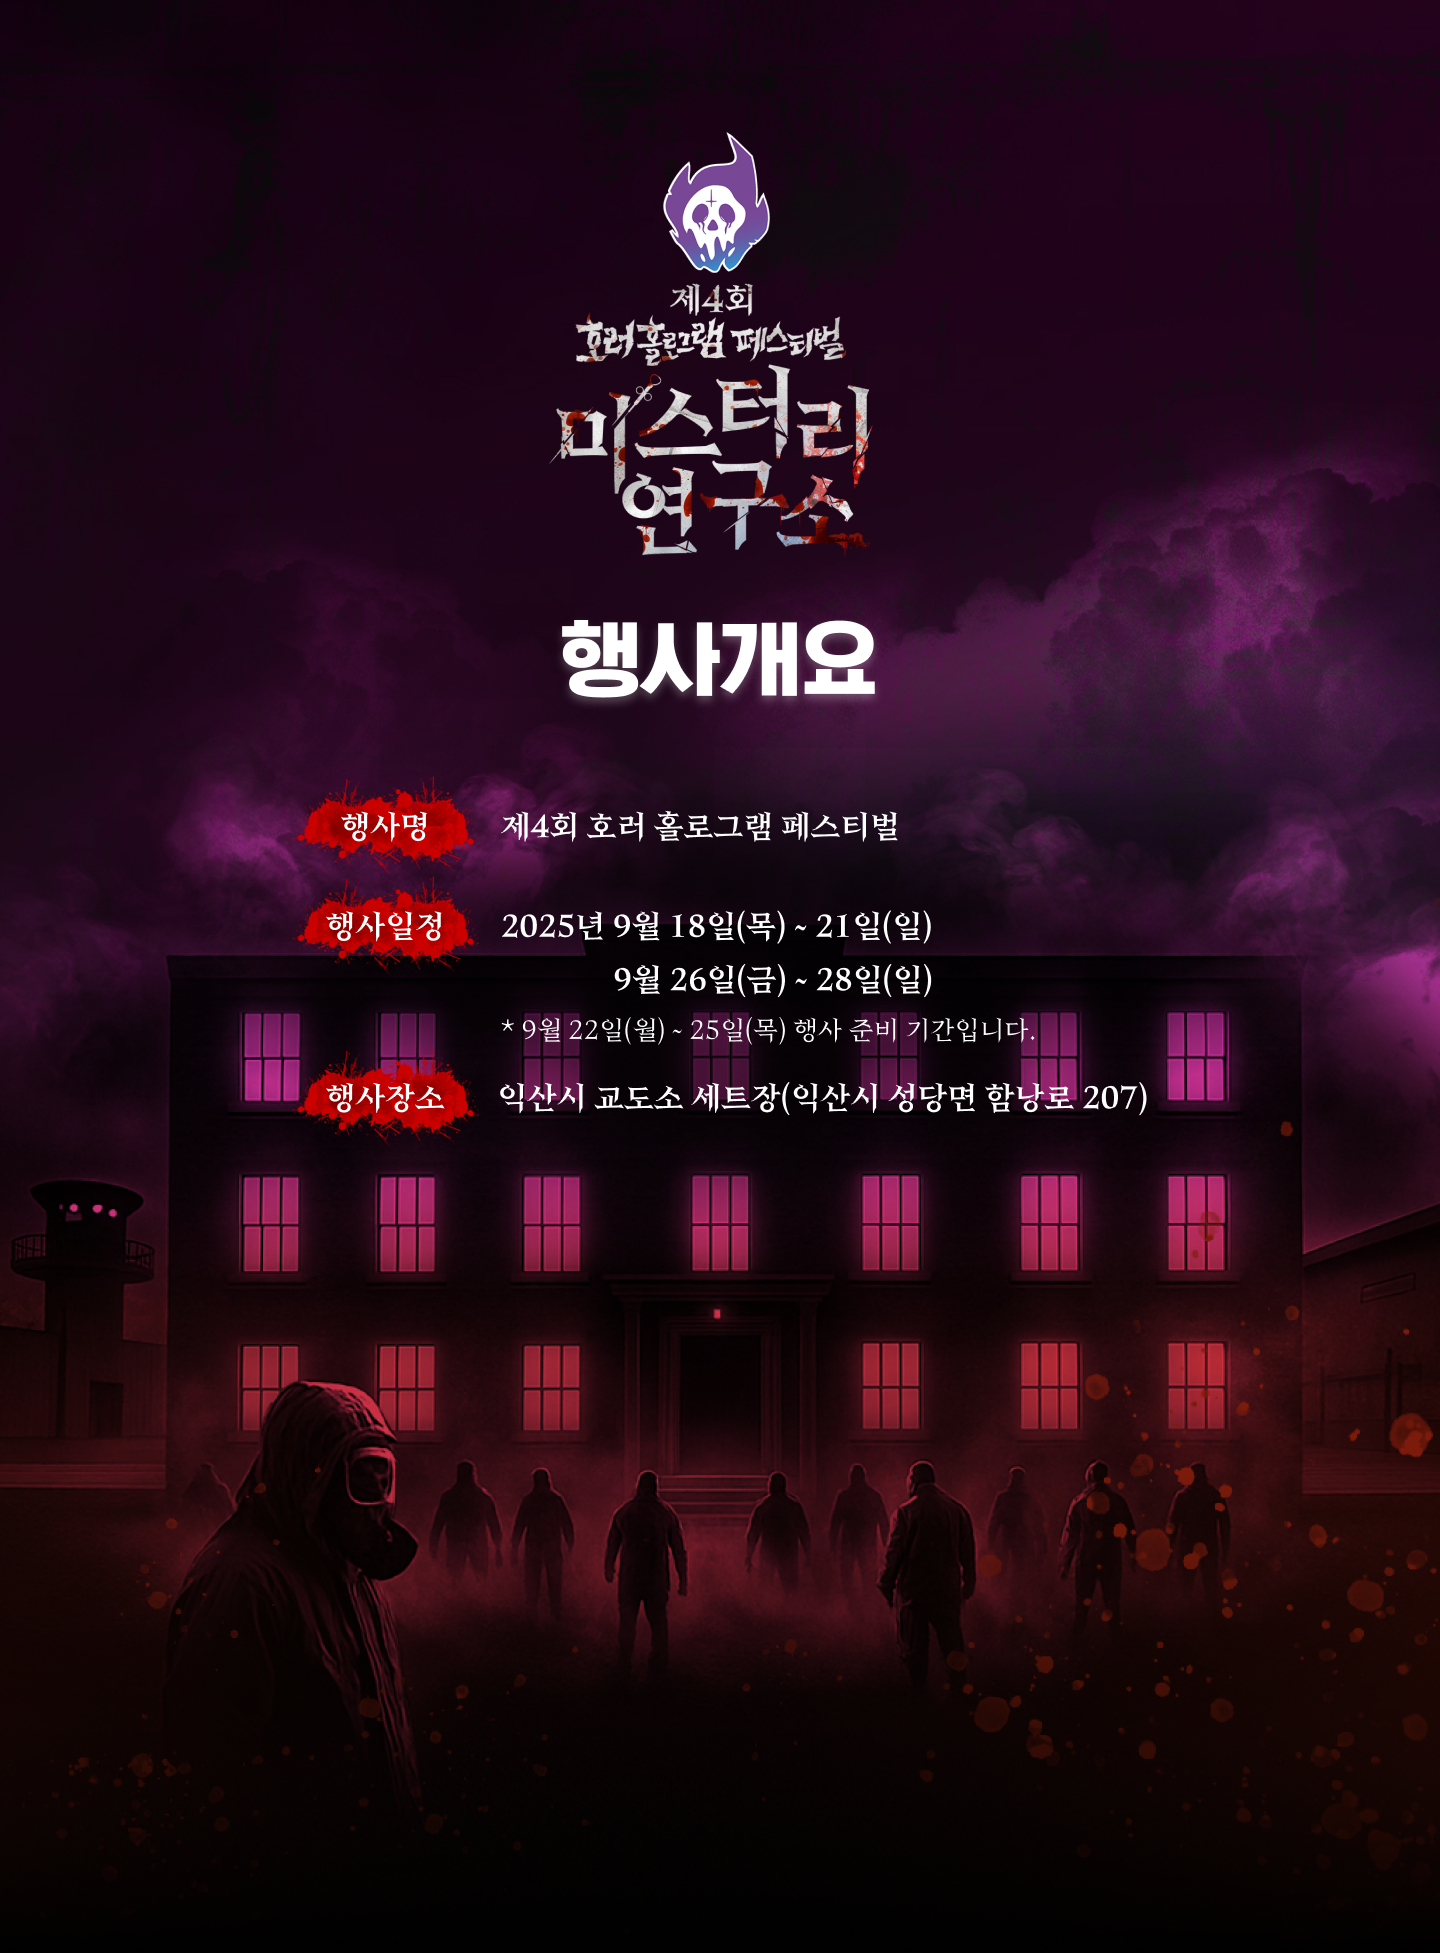 제4회
호러 홀로그램 페스티벌
미스터리
연구소
행사개요
행사명 제4회 호러 홀로그램 페스티벌
행사일정 2025년 9월 18일(목) ~ 21일(일)
9월 26일(금) ~ 28일(일)
* 9월 22일(월) ~ 25일(목) 행사 준비 기간입니다.
행사장소 익산시 교도소 세트장(익산시 성당면 함낭로 207)